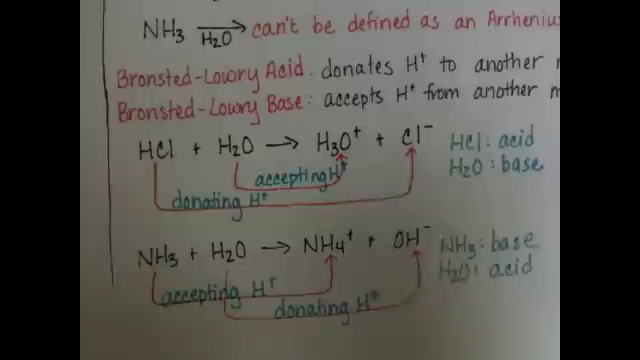 NH₃ →H₂O can't be defined as an Arrhenius
Bronsted-Lowry Acid. donates H⁺ to another
Bronsted-Lowry Base: accepts H⁺ from another
HCl + H₂O → H₃O⁺ + Cl⁻ HCl: acid
H₂O: base
accepting H⁺
donating H⁺
NH₃ + H₂O → NH₄⁺ + OH⁻ NH₃: base
H₂O: acid
accepting H⁺
donating H⁺